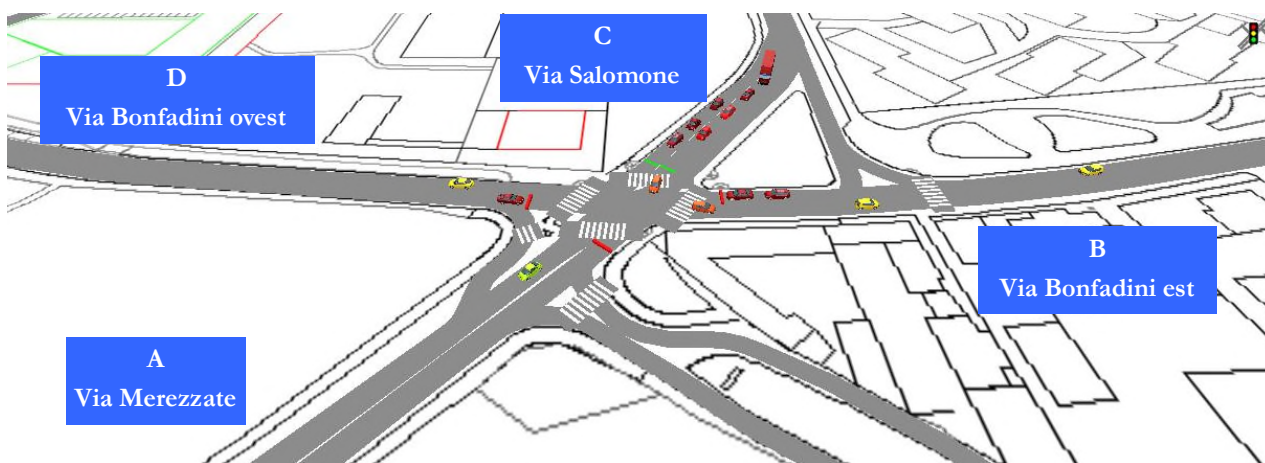 C
Via Salomone
D
Via Bonfadini ovest
B
Via Bonfadini est
A
Via Merezzate